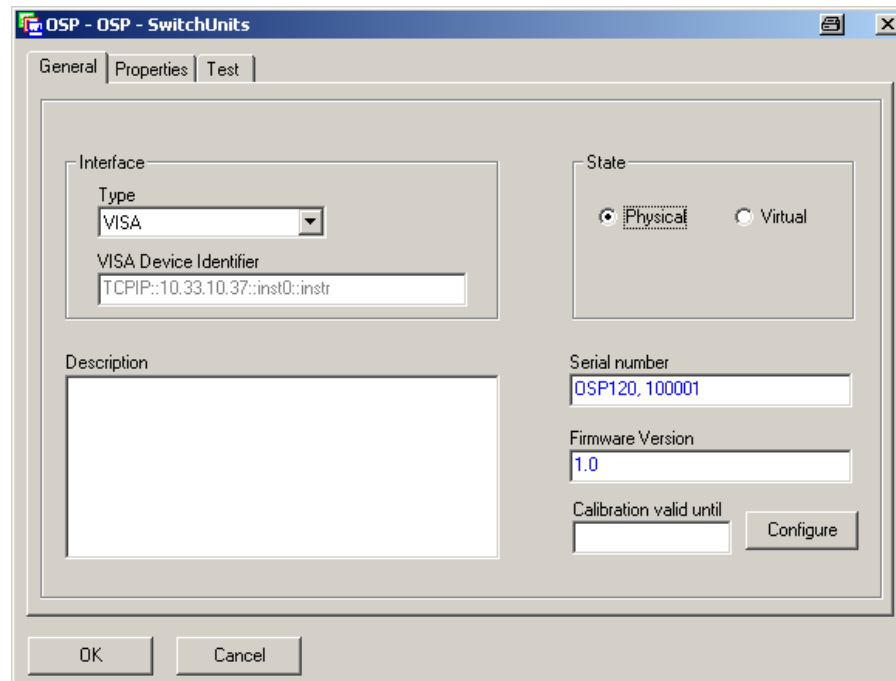 OSP - OSP - SwitchUnits
General Properties Test
Interface
Type
VISA
VISA Device Identifier
TCPIP::10.33.10.37::inst0::instr
State
Physical Virtual
Description
Serial number
OSP120, 100001
Firmware Version
1.0
Calibration valid until
Configure
OK Cancel